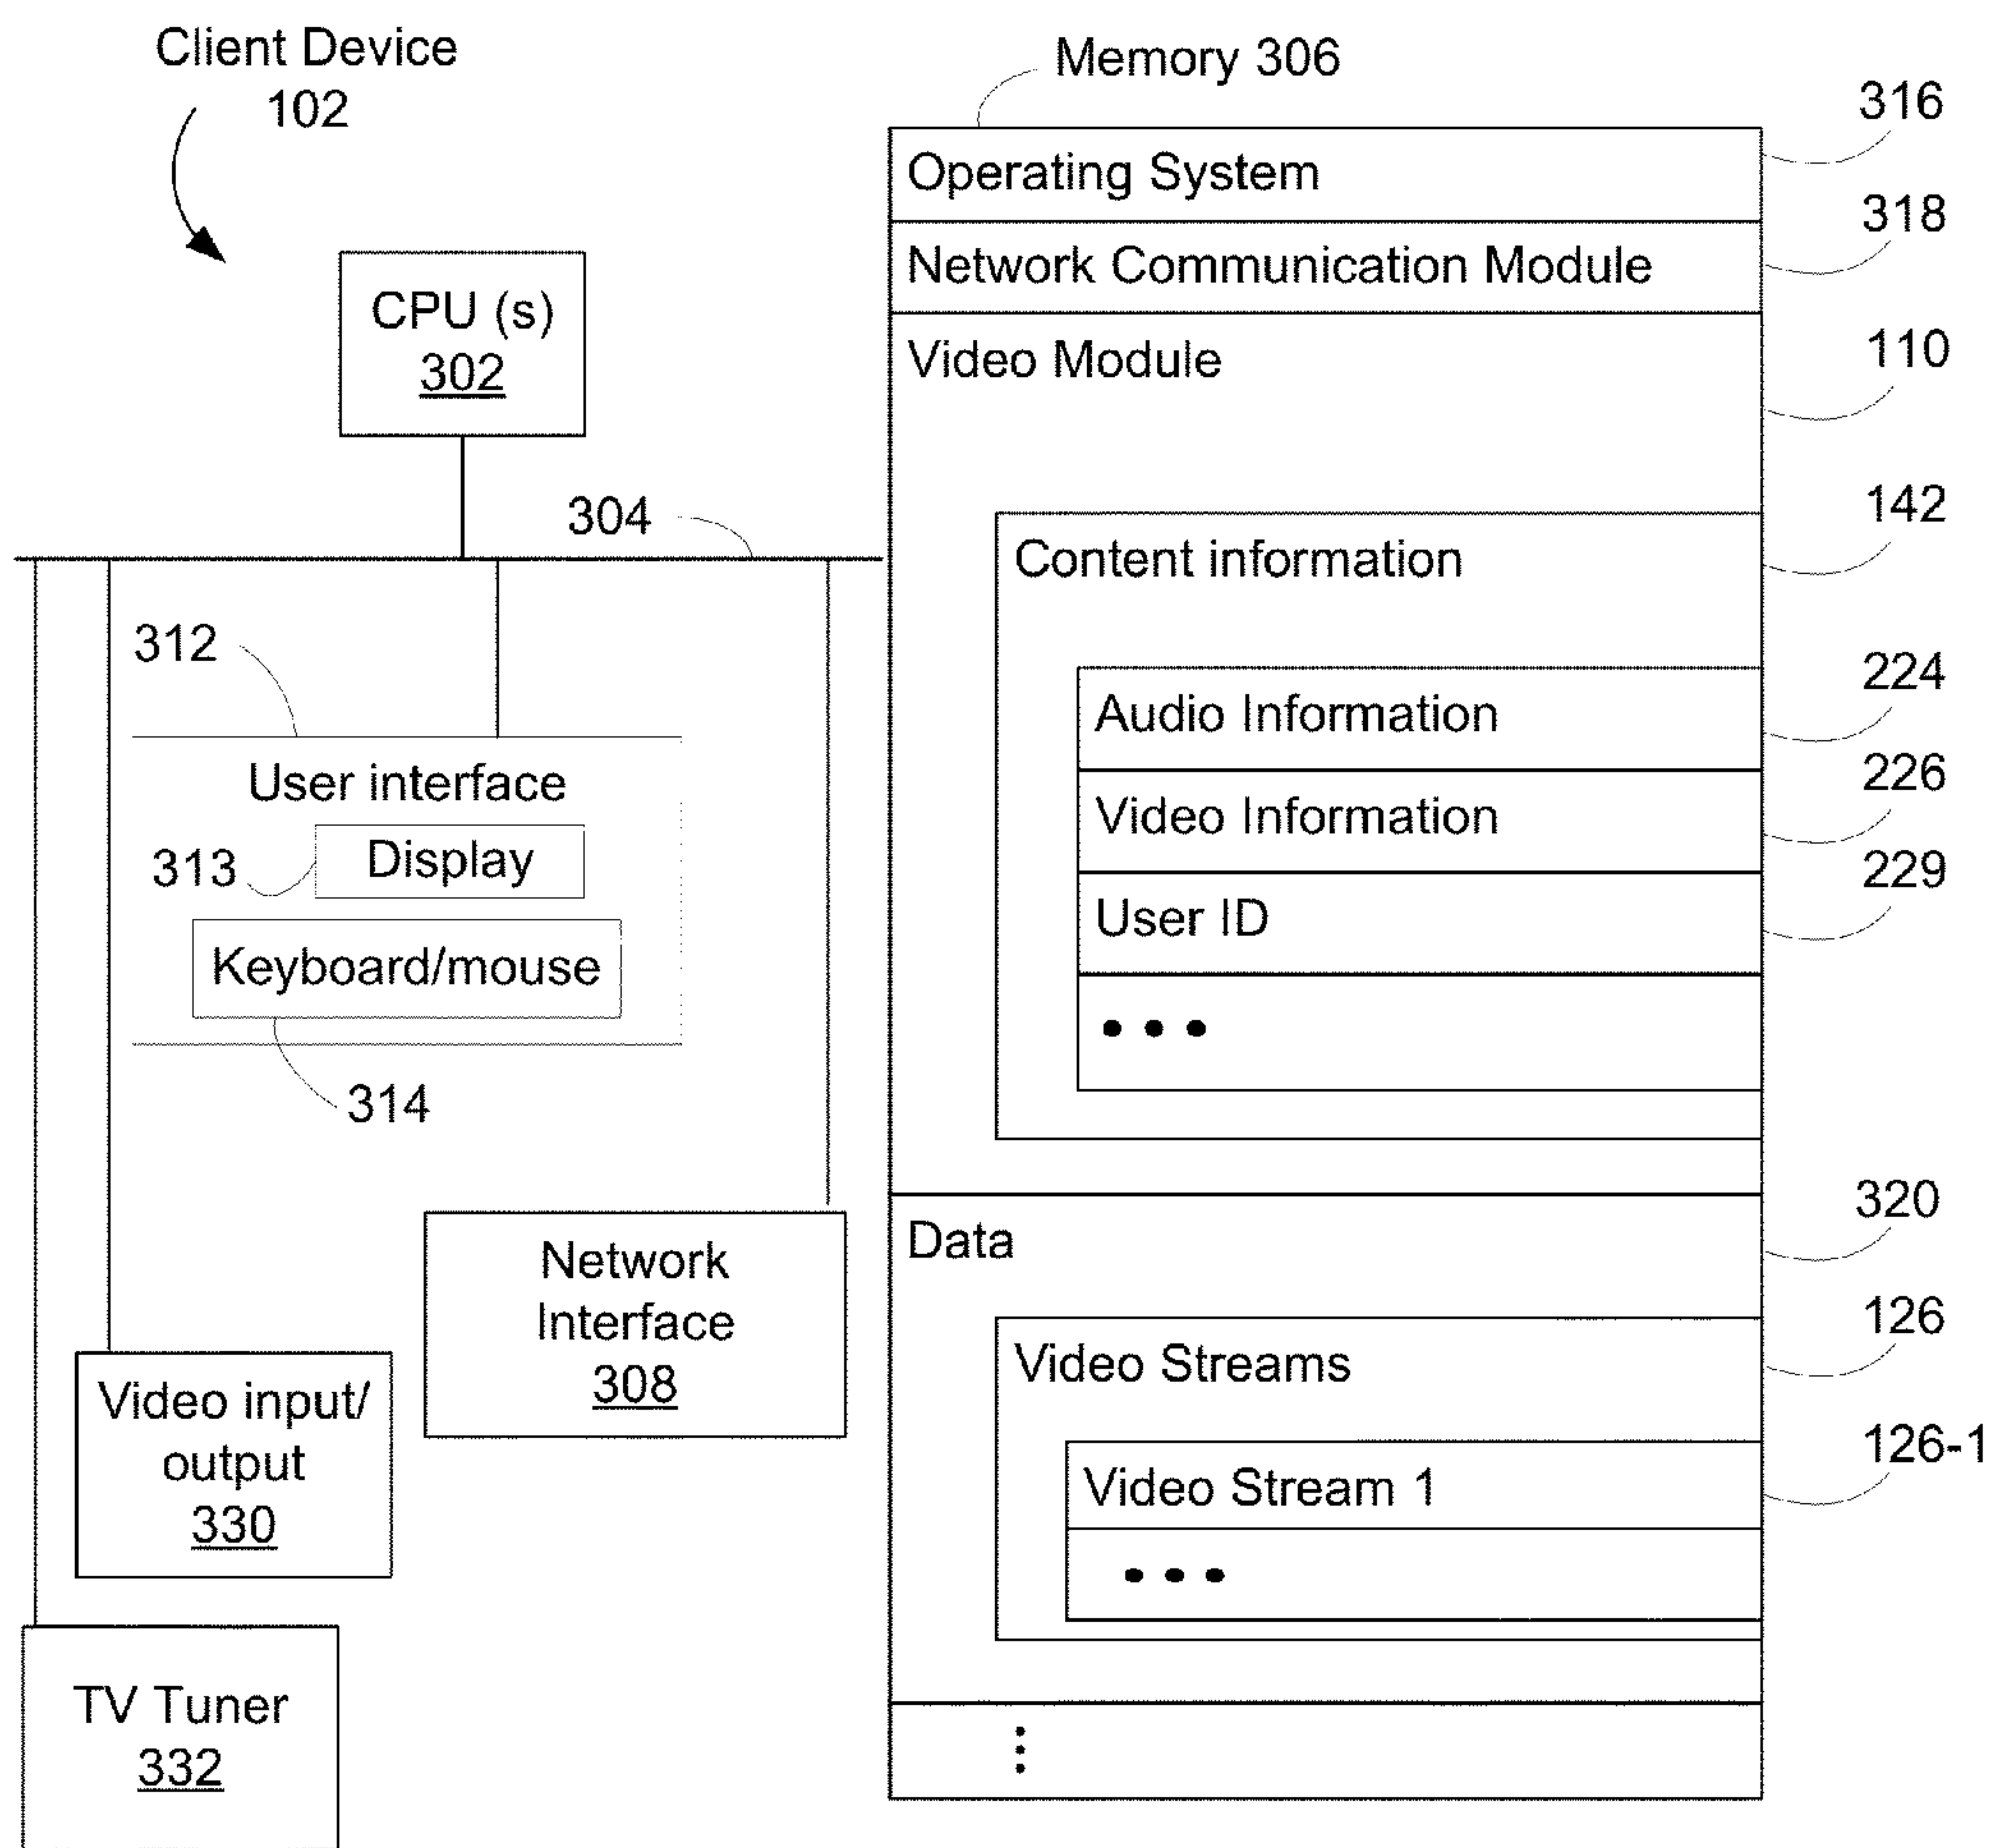 Client Device
102
Memory 306
316
Operating System
318
Network Communication Module
CPU (s)
302
110
Video Module
304
142
Content information
312
224
Audio Information
User interface
226
Video Information
Display
313
229
User ID
Keyboard/mouse
• • •
314
320
Data
Network
Interface
308
126
Video Streams
Video input/
output
330
126-1
Video Stream 1
• • •
TV Tuner
332
⋮